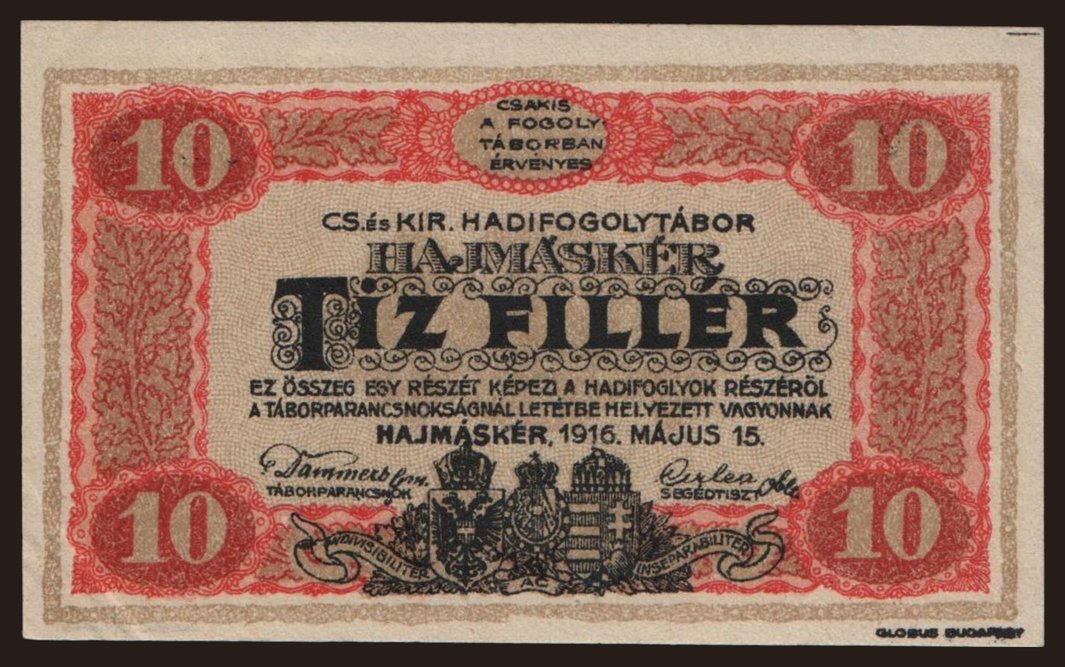 10
CSAKIS
A FOGOLY-
TÁBORBAN
ÉRVÉNYES
10
CS. és KIR. HADIFOGOLYTÁBOR
HAJMÁSKÉR
TÍZ FILLÉR
EZ ÖSSZEG EGY RÉSZÉT KÉPEZI A HADIFOGLYOK RÉSZÉRŐL
A TÁBORPARANCSNOKSÁGNÁL LETÉTBE HELYEZETT VAGYONNAK
HAJMÁSKÉR, 1916. MÁJUS 15.
TÁBORPARANCSNOK
SEGÉDTISZT
10
INDIVISIBILITER
AC
INSEPARABILITER
10
GLOBUS BUDAPEST